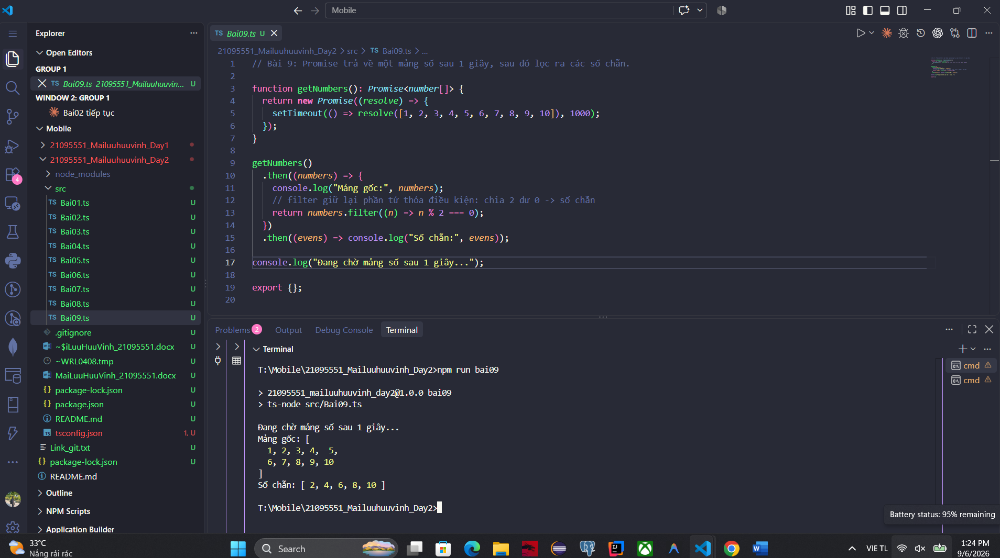 Mobile
Explorer
Open Editors
GROUP 1
TS Bai09.ts 21095551_Mailuuhuuvin... U
WINDOW 2: GROUP 1
Bai02 tiếp tục
Mobile
21095551_Mailuuhuuvinh_Day1
21095551_Mailuuhuuvinh_Day2
node_modules
src
TS Bai01.ts U
TS Bai02.ts U
TS Bai03.ts U
TS Bai04.ts U
TS Bai05.ts U
TS Bai06.ts U
TS Bai07.ts U
TS Bai08.ts U
TS Bai09.ts U
.gitignore U
~$iLuuHuuVinh_21095551.docx U
~WRL0408.tmp U
MaiLuuHuuVinh_21095551.docx U
{} package-lock.json U
{} package.json U
README.md U
TS tsconfig.json 1, U
Link_git.txt U
{} package-lock.json U
README.md
Outline
NPM Scripts
Application Builder
4
TS Bai09.ts U
21095551_Mailuuhuuvinh_Day2 > src > TS Bai09.ts > ...
1 // Bài 9: Promise trả về một mảng số sau 1 giây, sau đó lọc ra các số chẵn.
2
3 function getNumbers(): Promise<number[]> {
4 return new Promise((resolve) => {
5 setTimeout(() => resolve([1, 2, 3, 4, 5, 6, 7, 8, 9, 10]), 1000);
6 });
7 }
8
9 getNumbers()
10 .then((numbers) => {
11 console.log("Mảng gốc:", numbers);
12 // filter giữ lại phần tử thỏa điều kiện: chia 2 dư 0 -> số chẵn
13 return numbers.filter((n) => n % 2 === 0);
14 })
15 .then((evens) => console.log("Số chẵn:", evens));
16
17 console.log("Đang chờ mảng số sau 1 giây...");
18
19 export {};
20
Problems 2 Output Debug Console Terminal
Terminal
T:\Mobile\21095551_Mailuuhuuvinh_Day2>npm run bai09
> 21095551_mailuuhuuvinh_day2@1.0.0 bai09
> ts-node src/Bai09.ts
Đang chờ mảng số sau 1 giây...
Mảng gốc: [
1, 2, 3, 4, 5,
6, 7, 8, 9, 10
]
Số chẵn: [ 2, 4, 6, 8, 10 ]
T:\Mobile\21095551_Mailuuhuuvinh_Day2>
cmd
cmd
Battery status: 95% remaining
33°C
Nắng rải rác
Search
VIE TL
1:24 PM
9/6/2026